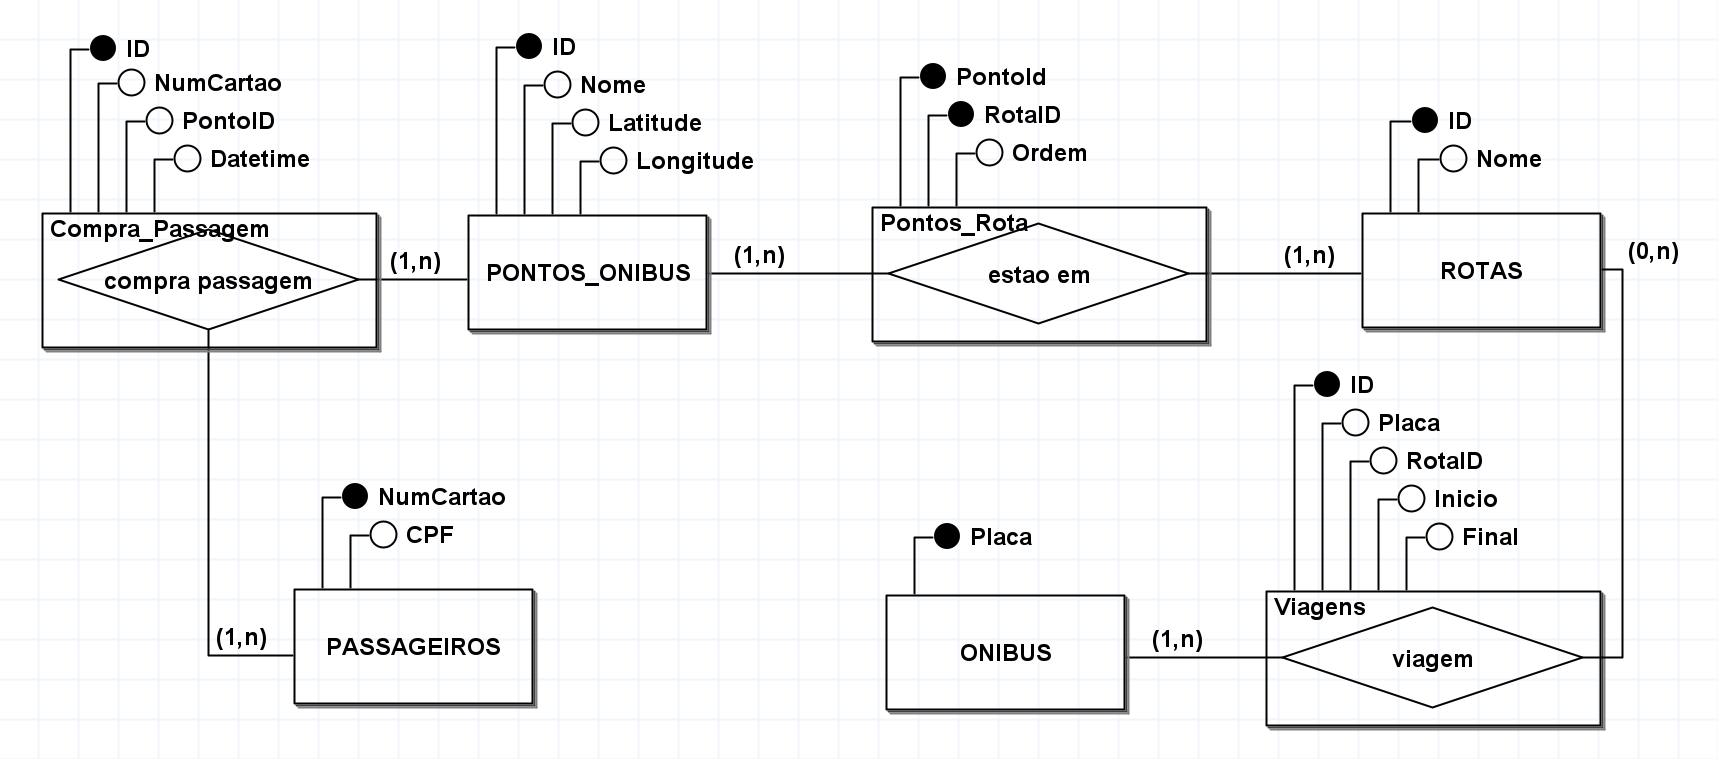 ID
NumCartao
PontoID
Datetime
Compra_Passagem
compra passagem
(1,n)
ID
Nome
Latitude
Longitude
PONTOS_ONIBUS
(1,n)
PontoId
RotaID
Ordem
Pontos_Rota
estao em
(1,n)
ID
Nome
ROTAS
(0,n)
NumCartao
CPF
(1,n)
PASSAGEIROS
Placa
ONIBUS
(1,n)
ID
Placa
RotaID
Inicio
Final
Viagens
viagem